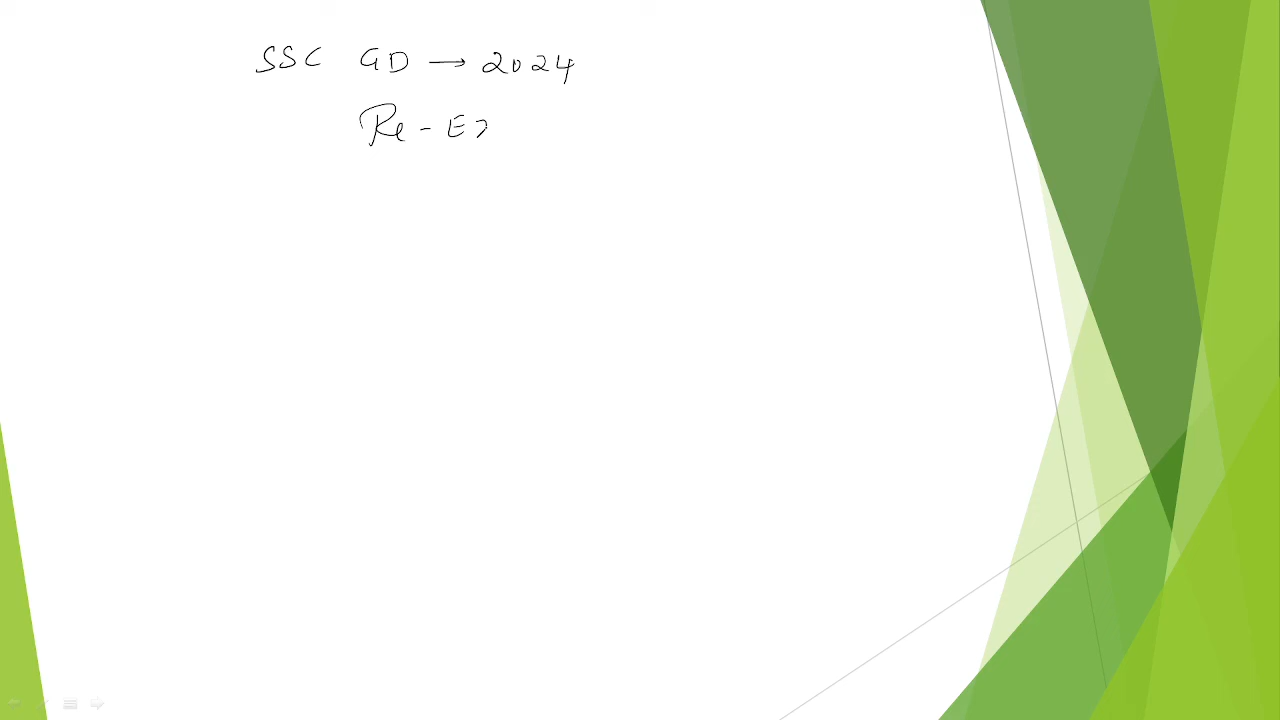 SSC GD → 2024
Re - Ex